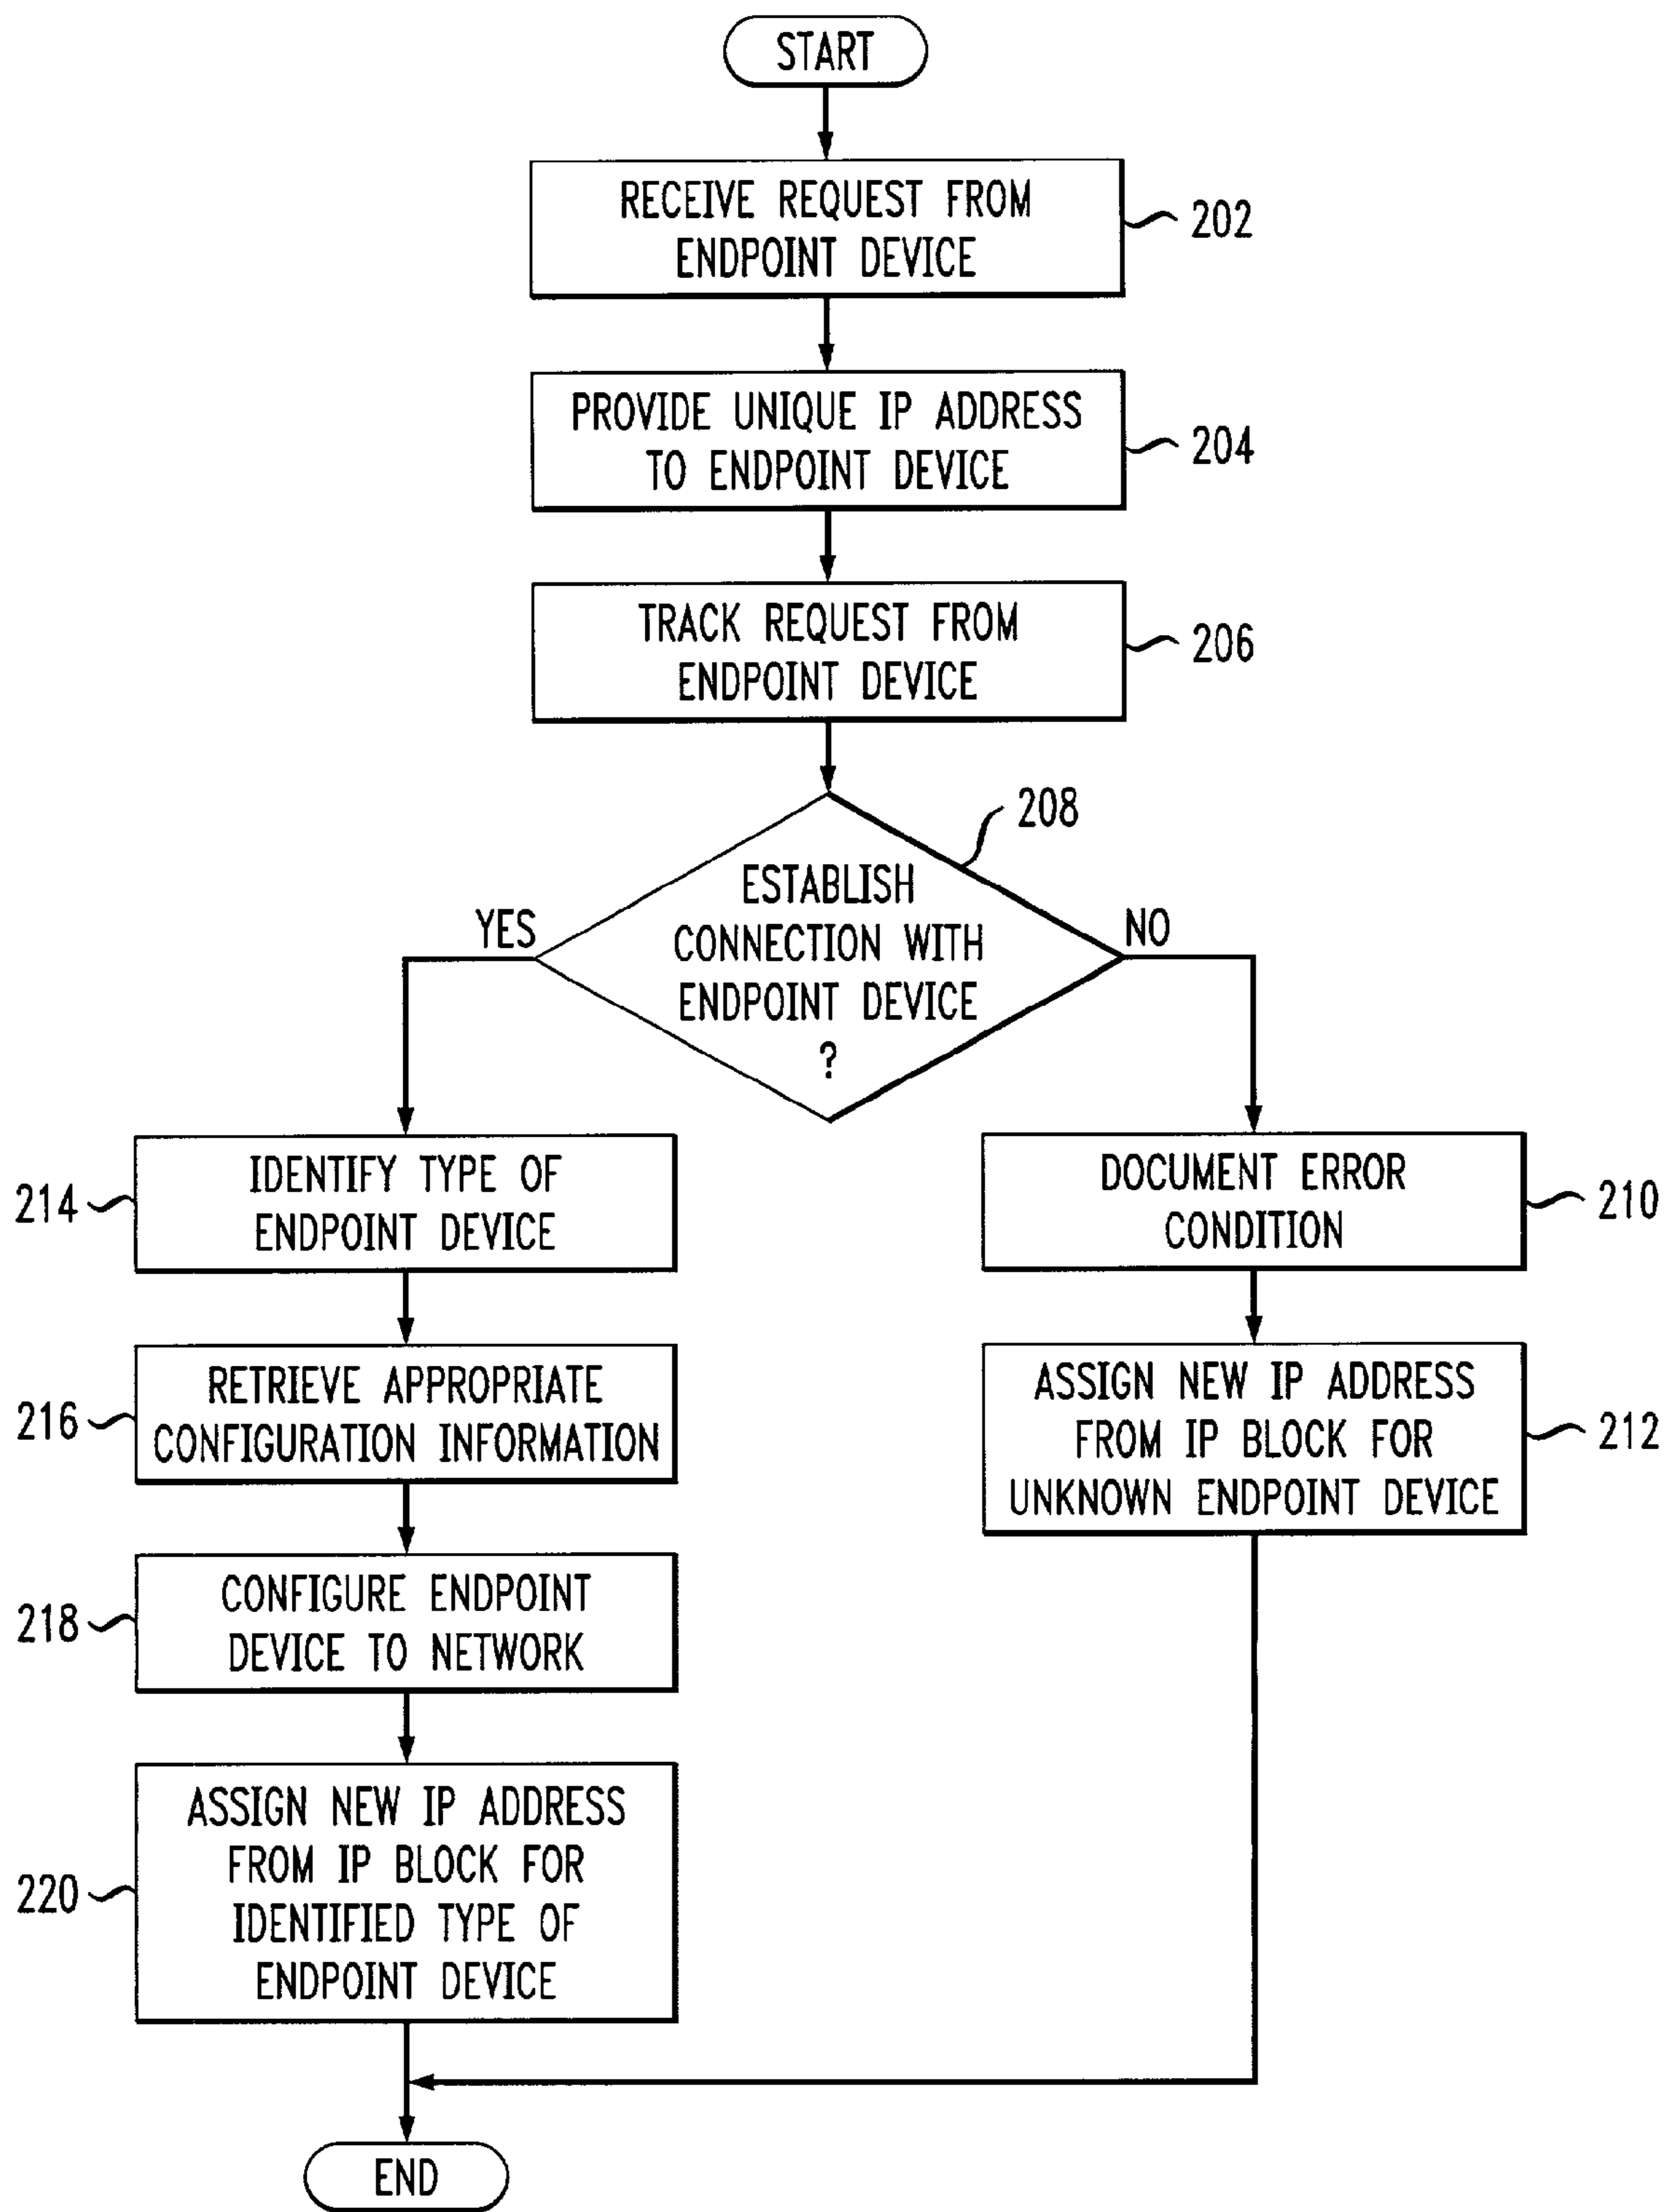 START
RECEIVE REQUEST FROM
ENDPOINT DEVICE
202
PROVIDE UNIQUE IP ADDRESS
TO ENDPOINT DEVICE
204
TRACK REQUEST FROM
ENDPOINT DEVICE
206
208
ESTABLISH
CONNECTION WITH
ENDPOINT DEVICE
?
YES
NO
214
IDENTIFY TYPE OF
ENDPOINT DEVICE
216
RETRIEVE APPROPRIATE
CONFIGURATION INFORMATION
218
CONFIGURE ENDPOINT
DEVICE TO NETWORK
220
ASSIGN NEW IP ADDRESS
FROM IP BLOCK FOR
IDENTIFIED TYPE OF
ENDPOINT DEVICE
DOCUMENT ERROR
CONDITION
210
ASSIGN NEW IP ADDRESS
FROM IP BLOCK FOR
UNKNOWN ENDPOINT DEVICE
212
END